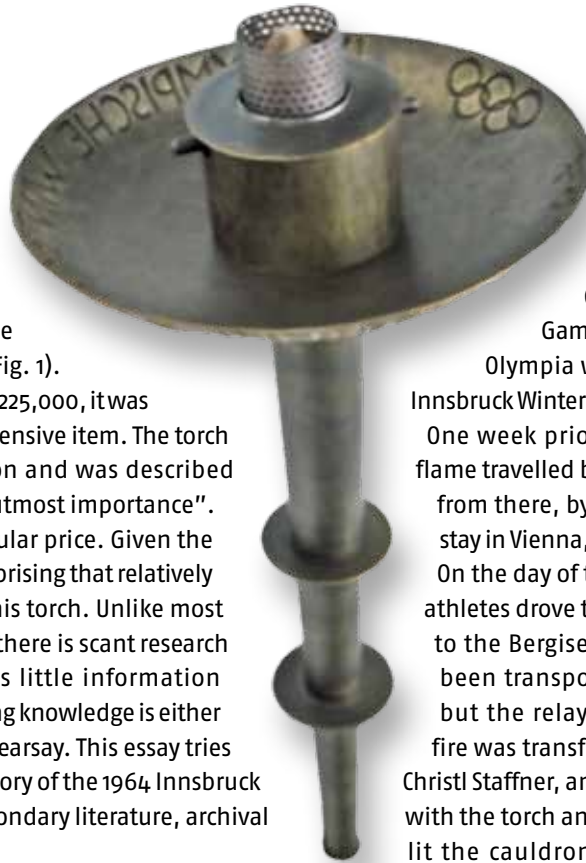 MPISCHE
e
ig. 1).
225,000, it was
ensive item. The torch
on and was described
utmost importance”.
ular price. Given the
prising that relatively
his torch. Unlike most
there is scant research
s little information
ng knowledge is either
earsay. This essay tries
ory of the 1964 Innsbruck
ondary literature, archival
Gam
Olympia w
Innsbruck Winter
One week prio
flame travelled b
from there, by
stay in Vienna,
On the day of t
athletes drove t
to the Bergise
been transpo
but the relay
fire was transf
Christl Staffner, an
with the torch an
lit the cauldron